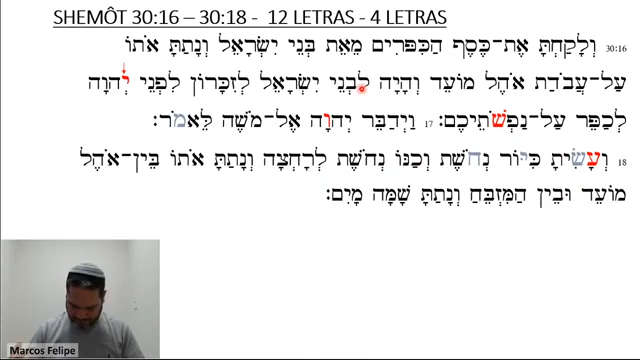 SHEMÔT 30:16 – 30:18 - 12 LETRAS - 4 LETRAS
30:16 וְלָקַחְתָּ אֶת־כֶּסֶף הַכִּפֻּרִים מֵאֵת בְּנֵי יִשְׂרָאֵל וְנָתַתָּ אֹתוֹ
עַל־עֲבֹדַת אֹהֶל מוֹעֵד וְהָיָה לִבְנֵי יִשְׂרָאֵל לְזִכָּרוֹן לִפְנֵי יְהוָה
לְכַפֵּר עַל־נַפְשֹׁתֵיכֶם׃ 17 וַיְדַבֵּר יְהוָה אֶל־מֹשֶׁה לֵּאמֹר׃
18 וְעָשִׂיתָ כִּיּוֹר נְחֹשֶׁת וְכַנּוֹ נְחֹשֶׁת לְרָחְצָה וְנָתַתָּ אֹתוֹ בֵּין־אֹהֶל
מוֹעֵד וּבֵין הַמִּזְבֵּחַ וְנָתַתָּ שָׁמָּה מָיִם׃
Marcos Felipe